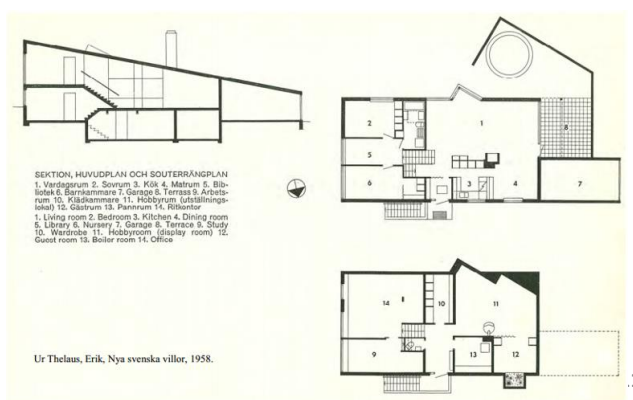 SEKTION, HUVUDPLAN OCH SOUTERRÄNGPLAN
1. Vardagsrum 2. Sovrum 3. Kök 4. Matrum 5. Bib-
liotek 6. Barnkammare 7. Garage 8. Terrass 9. Arbets-
rum 10. Klädkammare 11. Hobbyrum (utställnings-
lokal) 12. Gästrum 13. Pannrum 14. Ritkontor
1. Living room 2. Bedroom 3. Kitchen 4. Dining room
5. Library 6. Nursery 7. Garage 8. Terrace 9. Study
10. Wardrobe 11. Hobbyroom (display room) 12.
Guest room 13. Boiler room 14. Office
Ur Thelaus, Erik, Nya svenska villor, 1958.
2
1
8
5
6
3
4
7
14
10
11
9
13
12